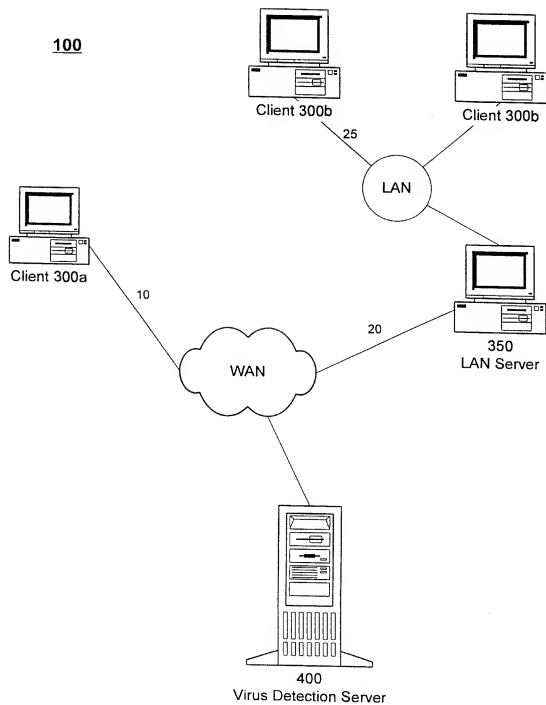 100
Client 300b
Client 300b
25
LAN
Client 300a
10
20
350
LAN Server
WAN
400
Virus Detection Server